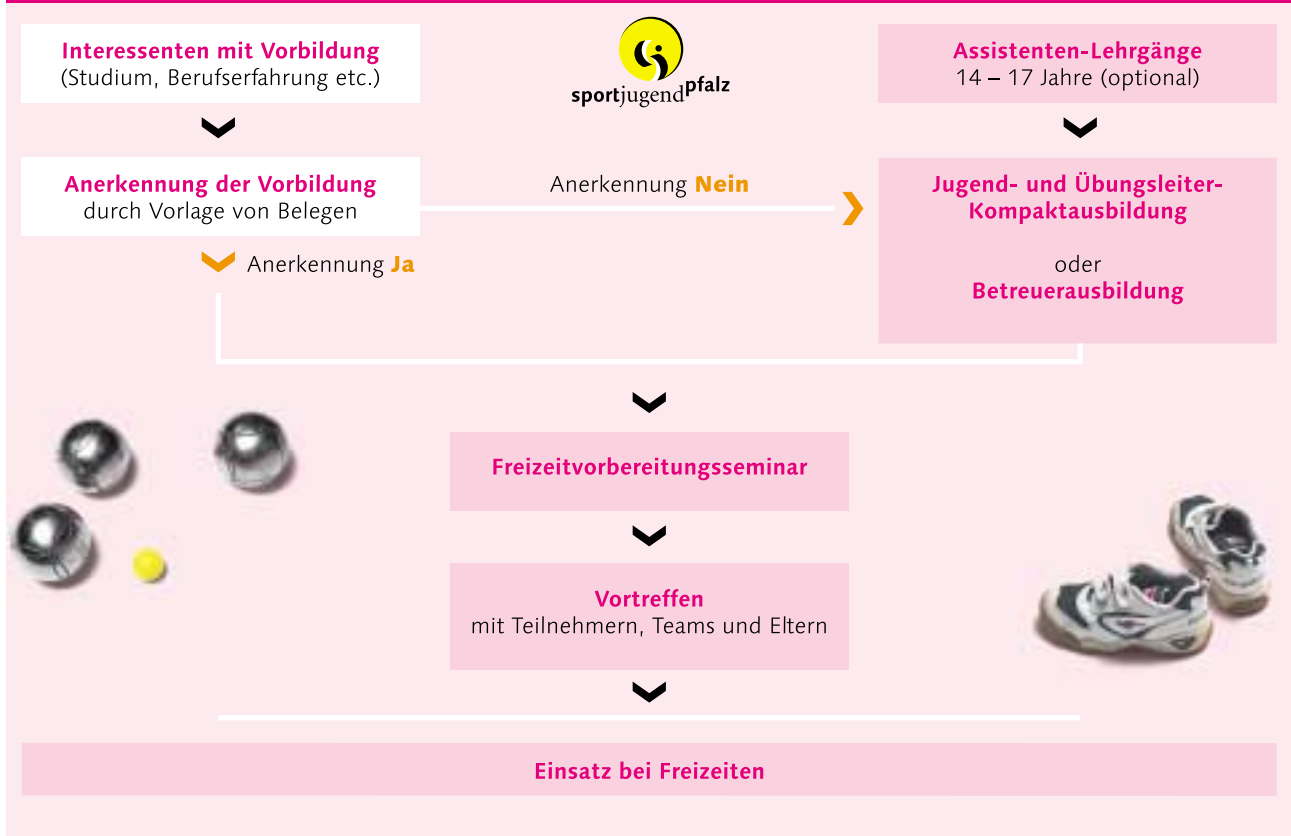 Interessenten mit Vorbildung
(Studium, Berufserfahrung etc.)
sportjugendpfalz
Assistenten-Lehrgänge
14 – 17 Jahre (optional)
Anerkennung der Vorbildung
durch Vorlage von Belegen
Anerkennung Nein
Jugend- und Übungsleiter-
Kompaktausbildung
oder
Betreuerausbildung
Anerkennung Ja
Freizeitvorbereitungsseminar
Vortreffen
mit Teilnehmern, Teams und Eltern
Einsatz bei Freizeiten